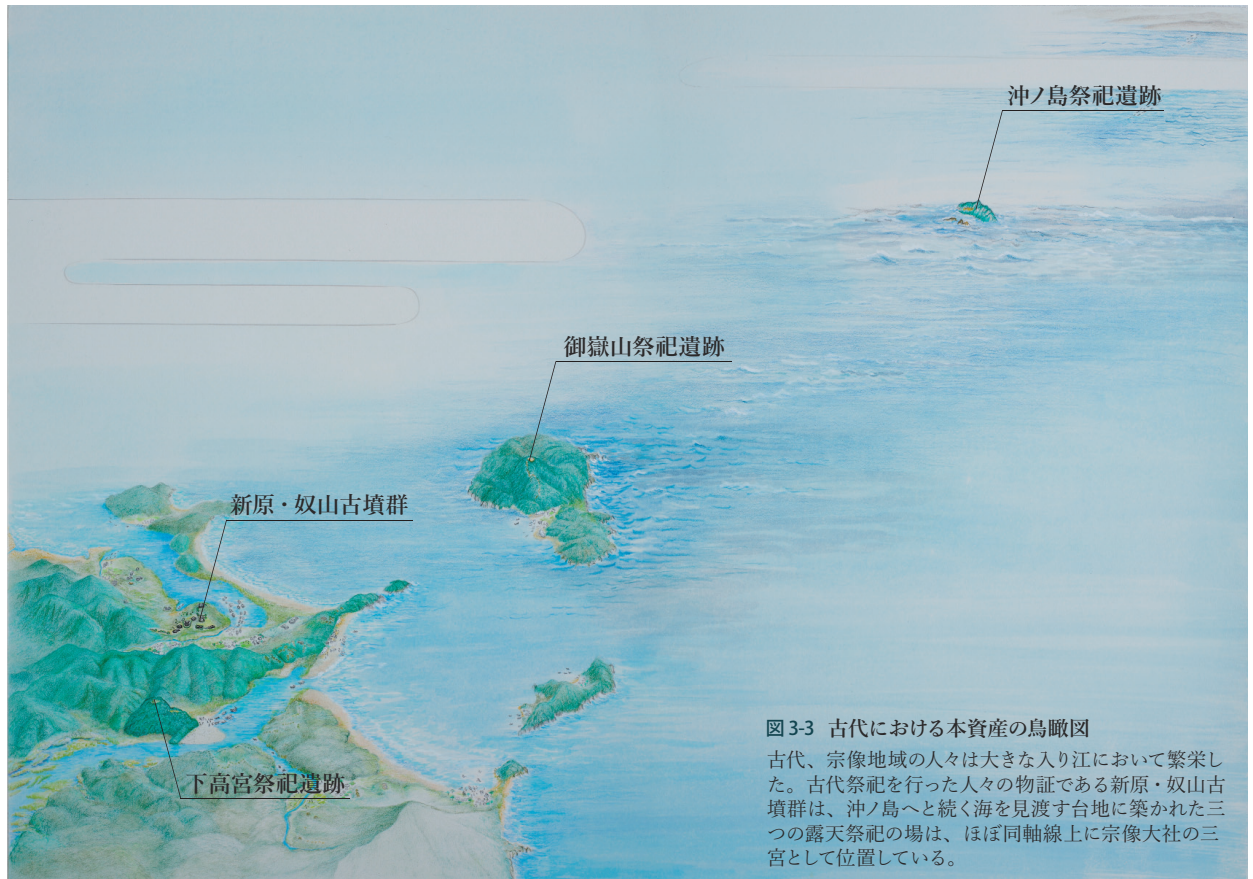 沖ノ島祭祀遺跡
御嶽山祭祀遺跡
新原・奴山古墳群
下高宮祭祀遺跡
図 3-3 古代における本資産の鳥瞰図
古代、宗像地域の人々は大きな入り江において繁栄し
た。古代祭祀を行った人々の物証である新原・奴山古
墳群は、沖ノ島へと続く海を見渡す台地に築かれた三
つの露天祭祀の場は、ほぼ同軸線上に宗像大社の三
宮として位置している。